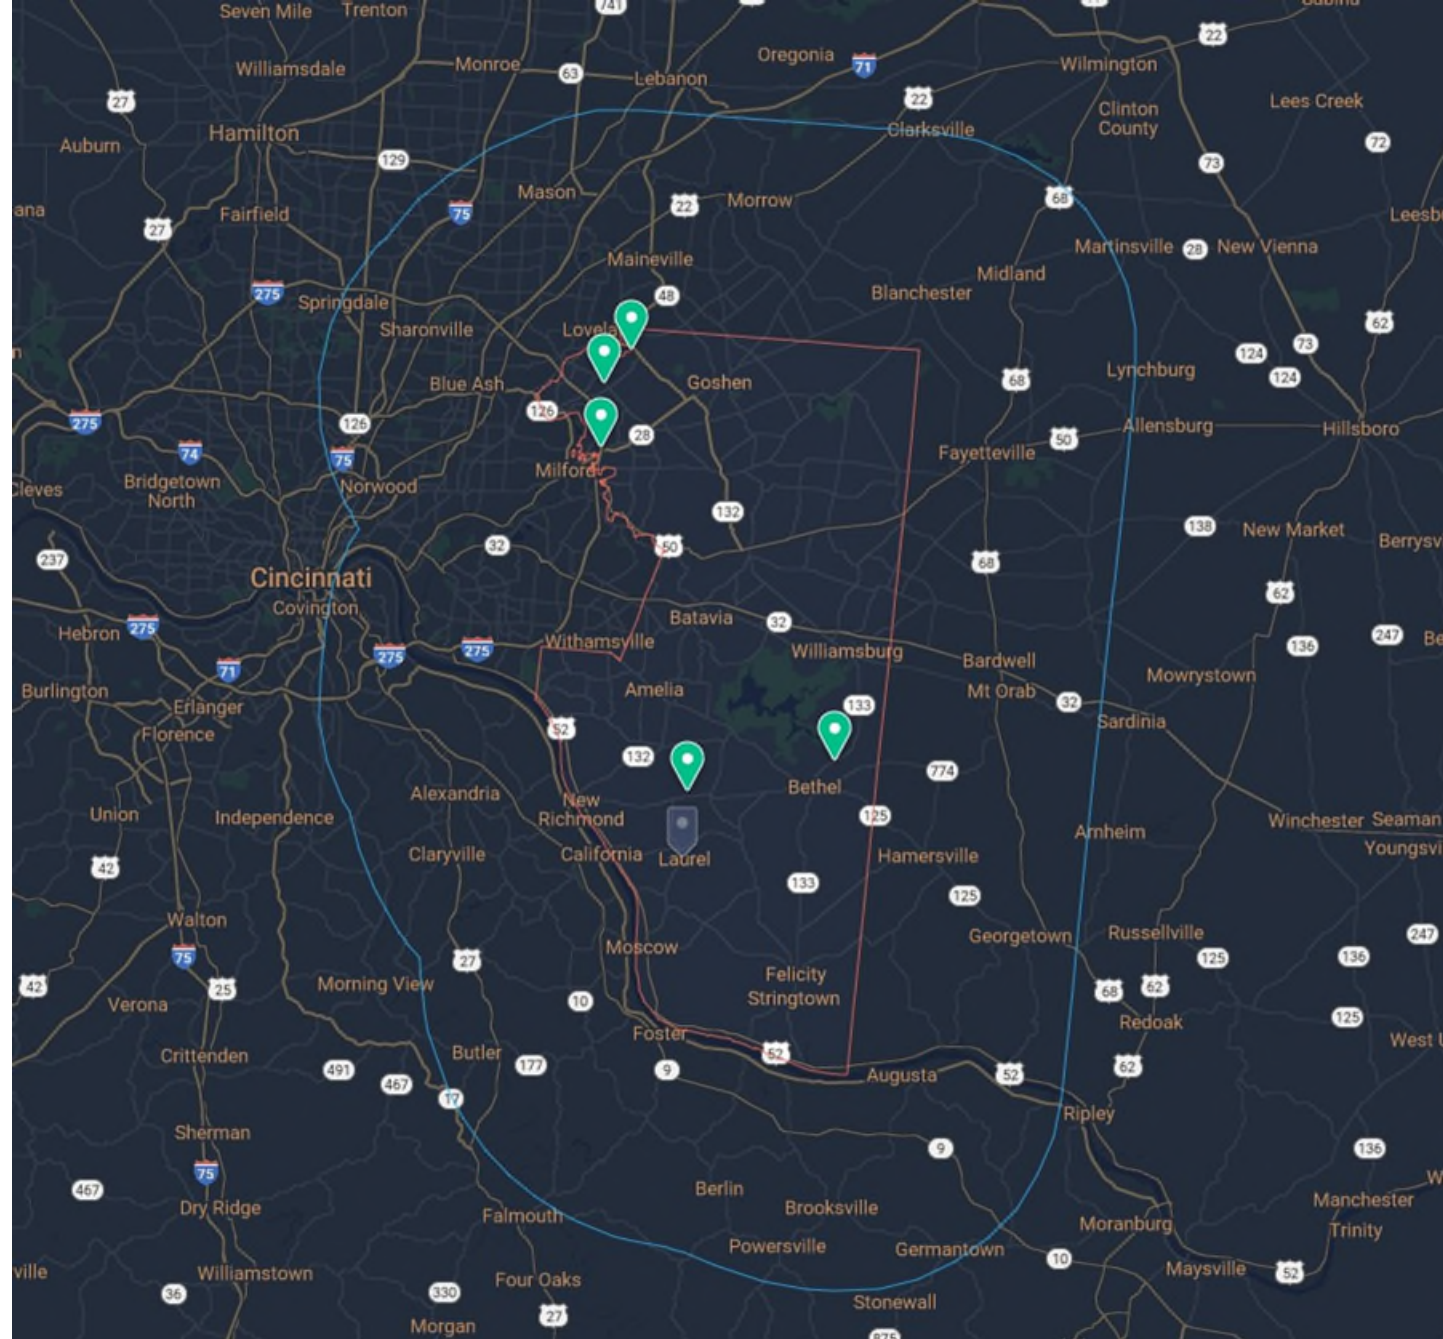 741
Seven Mile
Trenton
22
Oregonia
71
Monroe
63
Lebanon
Wilmington
Williamsdale
27
22
Clinton
County
Lees Creek
Hamilton
Auburn
129
Clarksville
72
73
Mason
75
22
Morrow
68
Fairfield
27
Martinsville
28
New Vienna
Maineville
Midland
275
Springdale
48
Blanchester
Sharonville
62
73
124
124
Blue Ash
Goshen
68
Lynchburg
126
126
275
28
50
Allensburg
Hillsboro
74
75
Milford
Fayetteville
Bridgetown
North
Norwood
132
138
New Market
237
32
50
68
Cincinnati
Covington
62
Hebron
275
Batavia
32
136
247
275
275
Withamsville
Williamsburg
Bardwell
71
Burlington
Amelia
Mt Orab
Mowrystown
Erlanger
133
32
Sardinia
Florence
52
132
774
Alexandria
Bethel
New
Richmond
Union
Independence
125
Arnheim
Winchester
Seaman
Claryville
California
Laurel
Hamersville
42
133
125
Walton
Georgetown
Russellville
247
Moscow
75
27
125
136
42
25
Morning View
Felicity
Stringtown
68
62
Verona
10
125
Foster
Redoak
Crittenden
Butler
52
491
467
177
9
Augusta
52
62
17
Ripley
Sherman
9
136
75
467
Berlin
Manchester
Dry Ridge
Falmouth
Brooksville
Moranburg
Trinity
Powersville
Germantown
10
Maysville
52
Williamstown
Four Oaks
36
330
27
Stonewall
Morgan
875